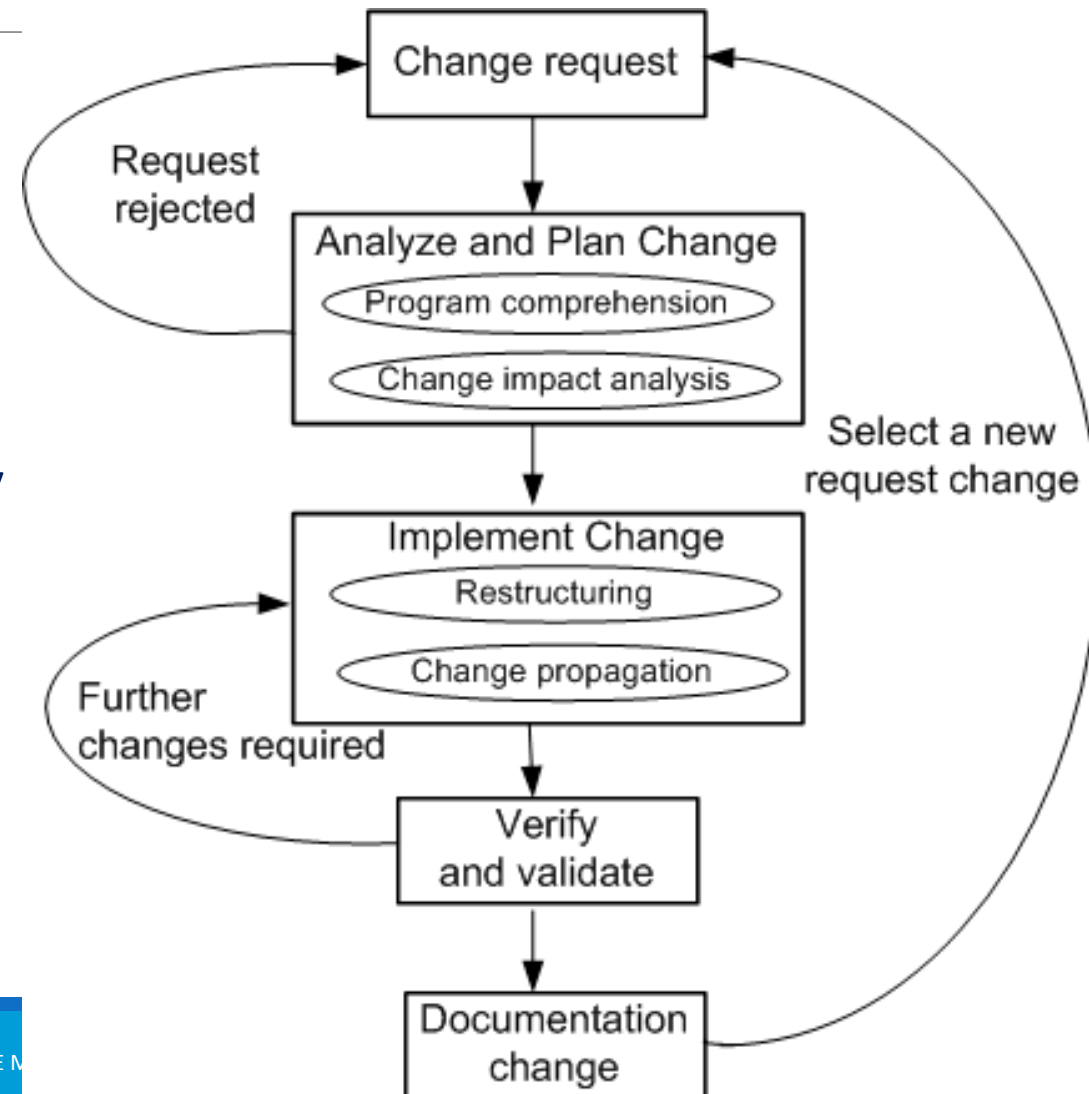 Change request
Request
rejected
Analyze and Plan Change
Program comprehension
Change impact analysis
Select a new
request change
Implement Change
Restructuring
Change propagation
Further
changes required
Verify
and validate
Documentation
change